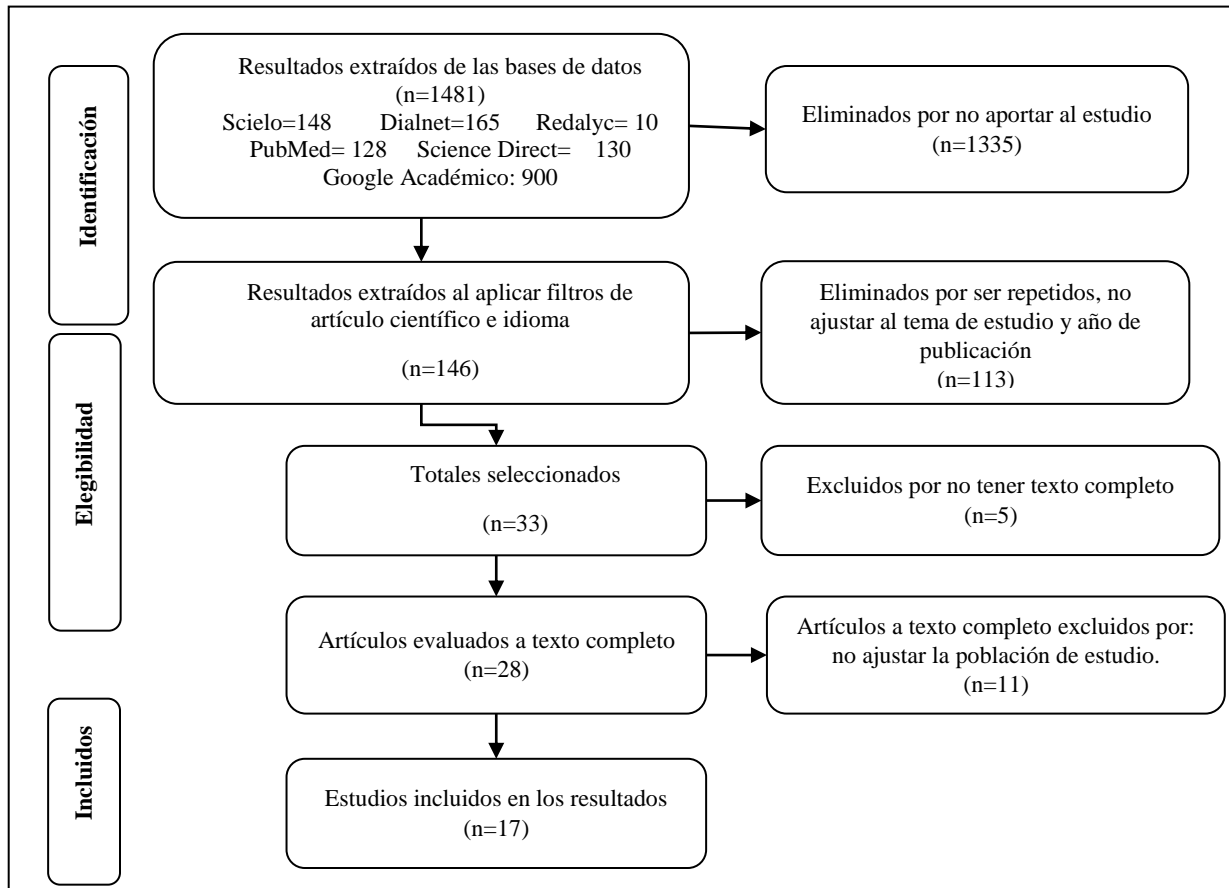 Identificación
Resultados extraídos de las bases de datos
(n=1481)
Scielo=148 Dialnet=165 Redalyc= 10
PubMed= 128 Science Direct= 130
Google Académico: 900
Eliminados por no aportar al estudio
(n=1335)
Resultados extraídos al aplicar filtros de
artículo científico e idioma
(n=146)
Eliminados por ser repetidos, no
ajustar al tema de estudio y año de
publicación
(n=113)
Elegibilidad
Totales seleccionados
(n=33)
Excluidos por no tener texto completo
(n=5)
Artículos evaluados a texto completo
(n=28)
Artículos a texto completo excluidos por:
no ajustar la población de estudio.
(n=11)
Incluidos
Estudios incluidos en los resultados
(n=17)